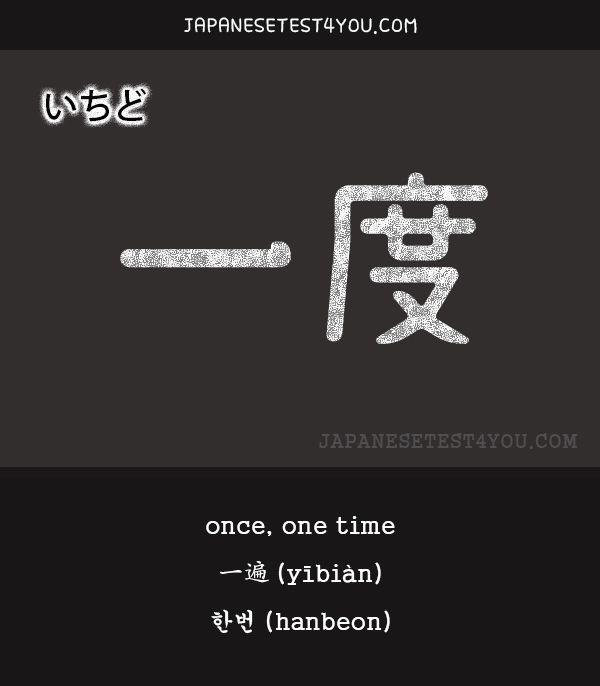 JAPANESETEST4YOU.COM
いちど
一度
JAPANESETEST4YOU.COM
once, one time
一遍 (yībiàn)
한번 (hanbeon)